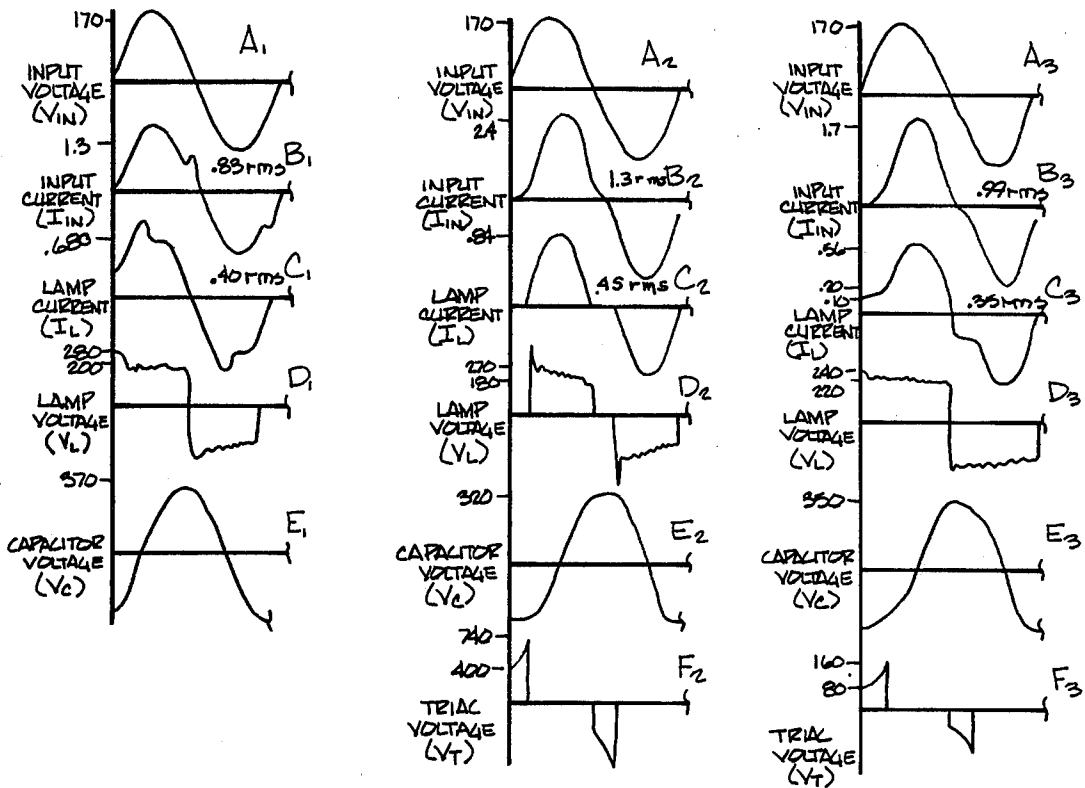 170
A1
INPUT
VOLTAGE
(VIN)
1.3
.83 rms B1
INPUT
CURRENT
(IIN)
.680
.40 rms C1
LAMP
CURRENT
(IL)
280
200
D1
LAMP
VOLTAGE
(VL)
370
E1
CAPACITOR
VOLTAGE
(VC)
170
A2
INPUT
VOLTAGE
(VIN)
24
1.3 rms B2
INPUT
CURRENT
(IIN)
.84
.45 rms C2
LAMP
CURRENT
(IL)
270
180
D2
LAMP
VOLTAGE
(VL)
320
E2
CAPACITOR
VOLTAGE
(VC)
740
400
F2
TRIAC
VOLTAGE
(VT)
170
A3
INPUT
VOLTAGE
(VIN)
1.7
B3
.99 rms
INPUT
CURRENT
(IIN)
.56
.20
.10
C3
.35 rms
LAMP
CURRENT
(IL)
240
220
D3
LAMP
VOLTAGE
(VL)
350
E3
CAPACITOR
VOLTAGE
(VC)
160
80
F3
TRIAL
VOLTAGE
(VT)